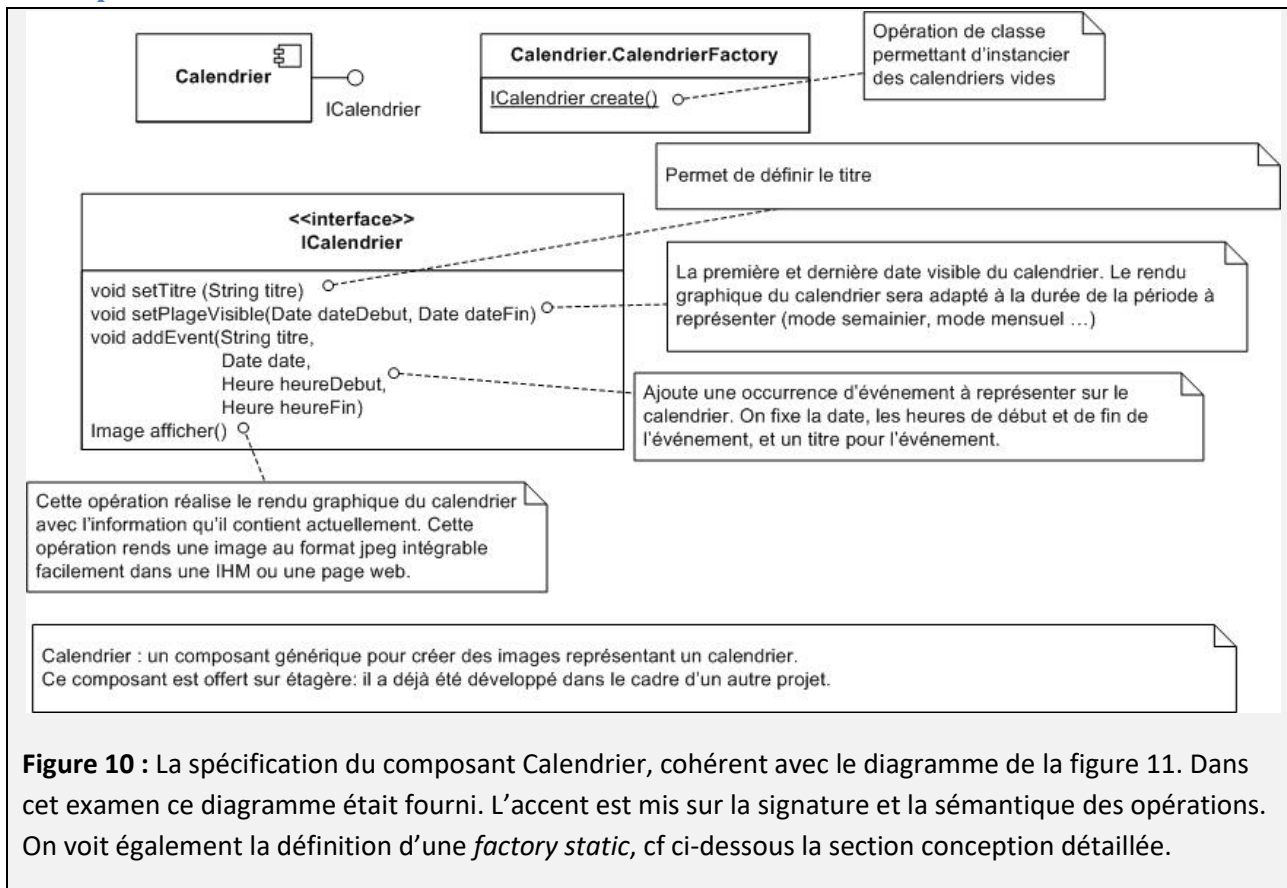 Calendrier
ICalendrier
Calendrier.CalendrierFactory
ICalendrier create()
Opération de classe
permettant d'instancier
des calendriers vides
Permet de définir le titre
<<interface>>
ICalendrier
void setTitre (String titre)
void setPlageVisible(Date dateDebut, Date dateFin)
void addEvent(String titre,
Date date,
Heure heureDebut,
Heure heureFin)
Image afficher()
La première et dernière date visible du calendrier. Le rendu
graphique du calendrier sera adapté à la durée de la période à
représenter (mode semainier, mode mensuel ...)
Ajoute une occurrence d'événement à représenter sur le
calendrier. On fixe la date, les heures de début et de fin de
l'événement, et un titre pour l'événement.
Cette opération réalise le rendu graphique du calendrier
avec l'information qu'il contient actuellement. Cette
opération rends une image au format jpeg intégrable
facilement dans une IHM ou une page web.
Calendrier : un composant générique pour créer des images représentant un calendrier.
Ce composant est offert sur étagère: il a déjà été développé dans le cadre d'un autre projet.
Figure 10 : La spécification du composant Calendrier, cohérent avec le diagramme de la figure 11. Dans
cet examen ce diagramme était fourni. L'accent est mis sur la signature et la sémantique des opérations.
On voit également la définition d'une factory static, cf ci-dessous la section conception détaillée.